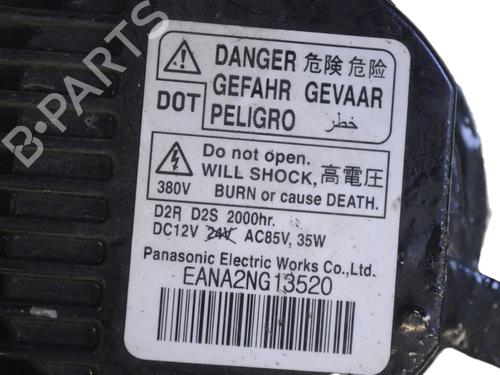 DANGER 危険 危险
GEFAHR GEVAAR
DOT PELIGRO خطر
Do not open.
WILL SHOCK, 高電圧
380V BURN or cause DEATH.
D2R D2S 2000hr.
DC12V 24V AC85V, 35W
Panasonic Electric Works Co.,Ltd.
EANA2NG13520
B-Parts